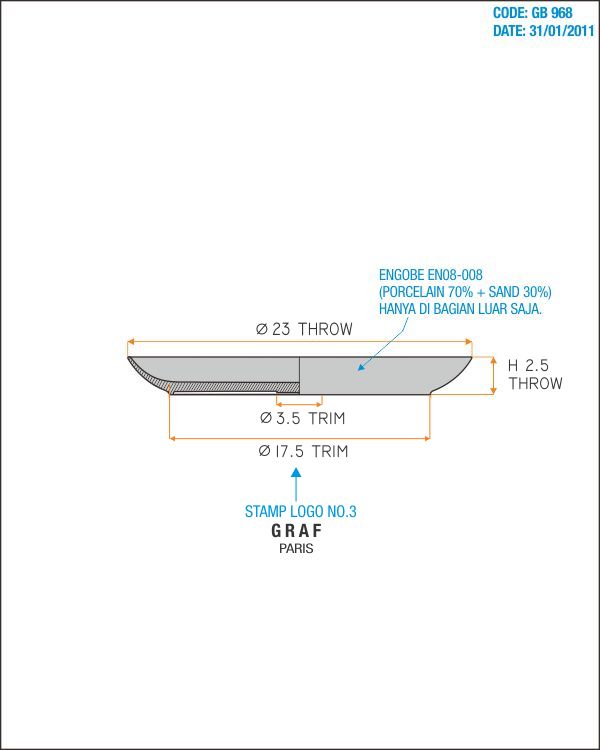 CODE: GB 968
DATE: 31/01/2011
ENGOBE EN08-008
(PORCELAIN 70% + SAND 30%)
HANYA DI BAGIAN LUAR SAJA.
Ø 23 THROW
H 2.5
THROW
Ø 3.5 TRIM
Ø 17.5 TRIM
STAMP LOGO NO.3
GRAF
PARIS